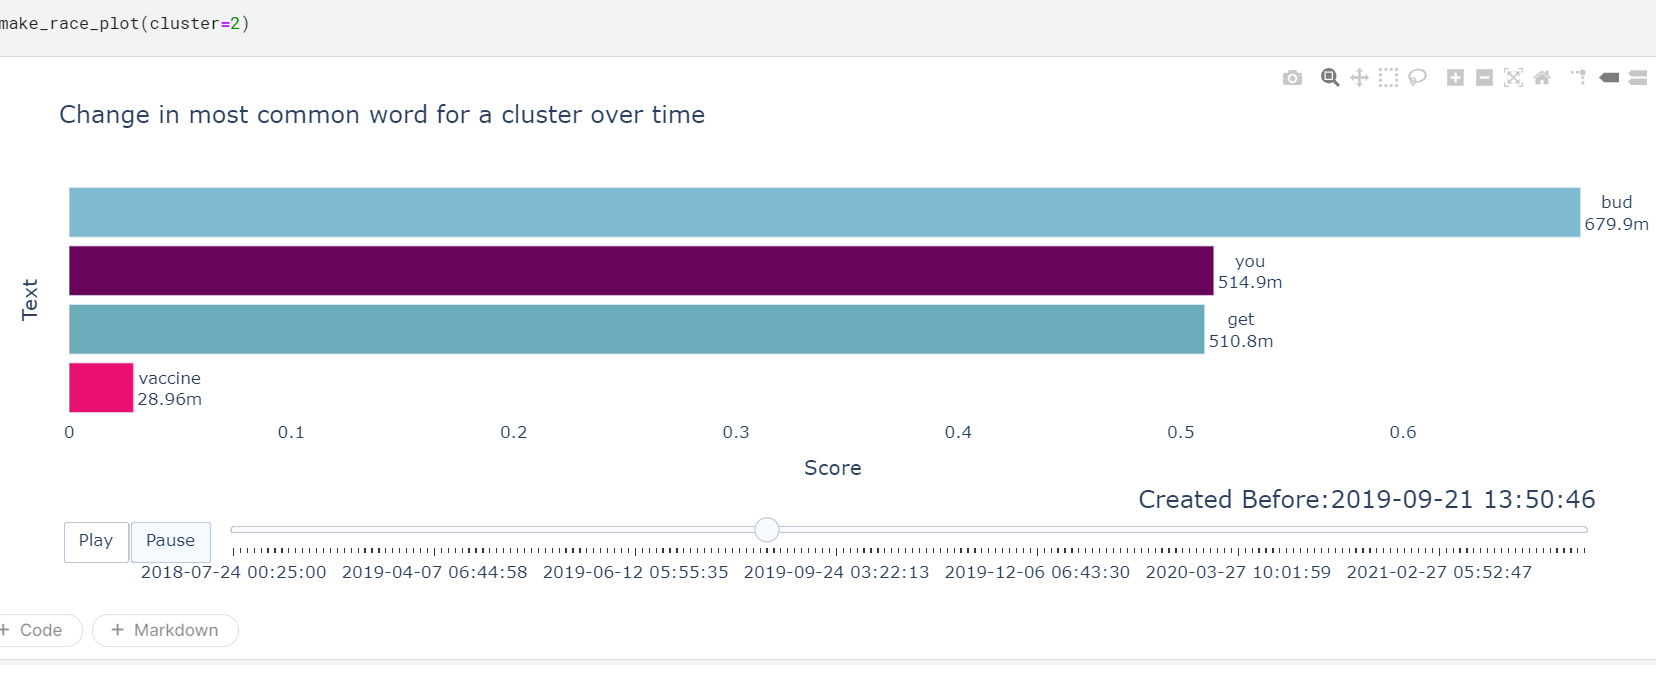 make_race_plot(cluster=2)
Change in most common word for a cluster over time
bud
679.9m
you
514.9m
get
510.8m
vaccine
28.96m
Text
0 0.1 0.2 0.3 0.4 0.5 0.6
Score
Created Before:2019-09-21 13:50:46
Play Pause
2018-07-24 00:25:00 2019-04-07 06:44:58 2019-06-12 05:55:35 2019-09-24 03:22:13 2019-12-06 06:43:30 2020-03-27 10:01:59 2021-02-27 05:52:47
+ Code + Markdown